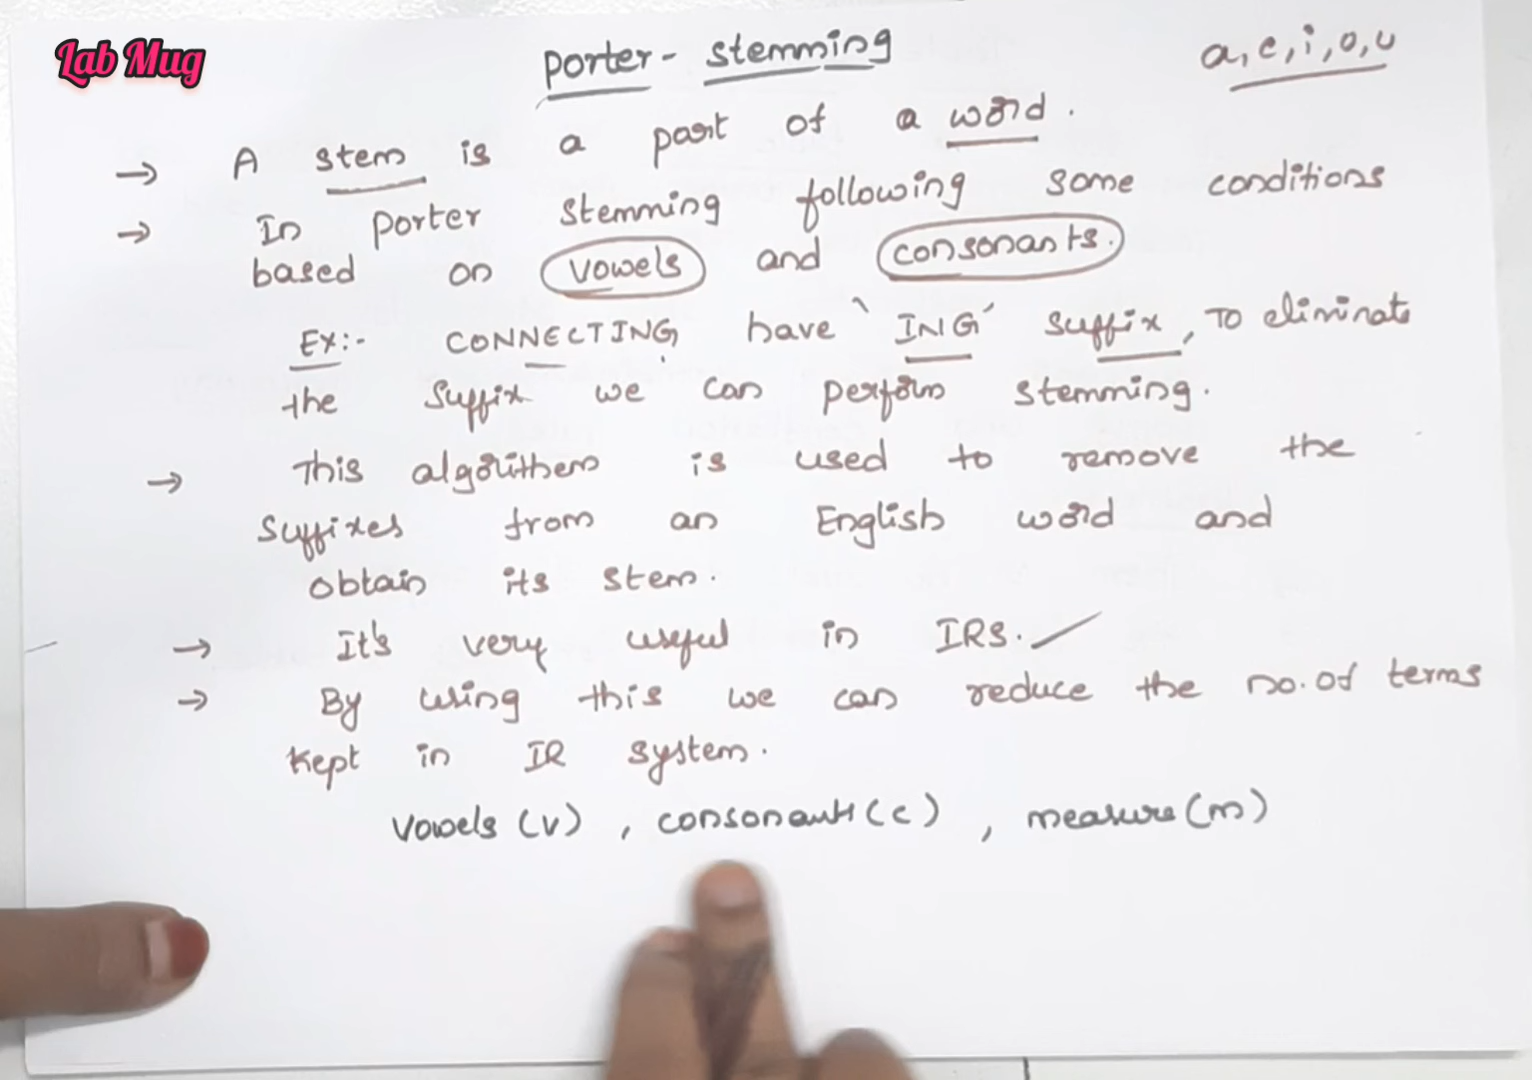 Lab Mug
porter - stemming
a, e, i, o, u
→ A stem is a part of a word.
→ In porter stemming following some conditions
based on vowels and consonants.
Ex:- CONNECTING have 'ING' suffix, To eliminate
the suffix we can perform stemming.
→ This algorithm is used to remove the
suffixes from an English word and
obtain its stem.
→ It's very useful in IRS.
→ By using this we can reduce the no. of terms
kept in IR system.
Vowels (v), consonants (c), measure (m)